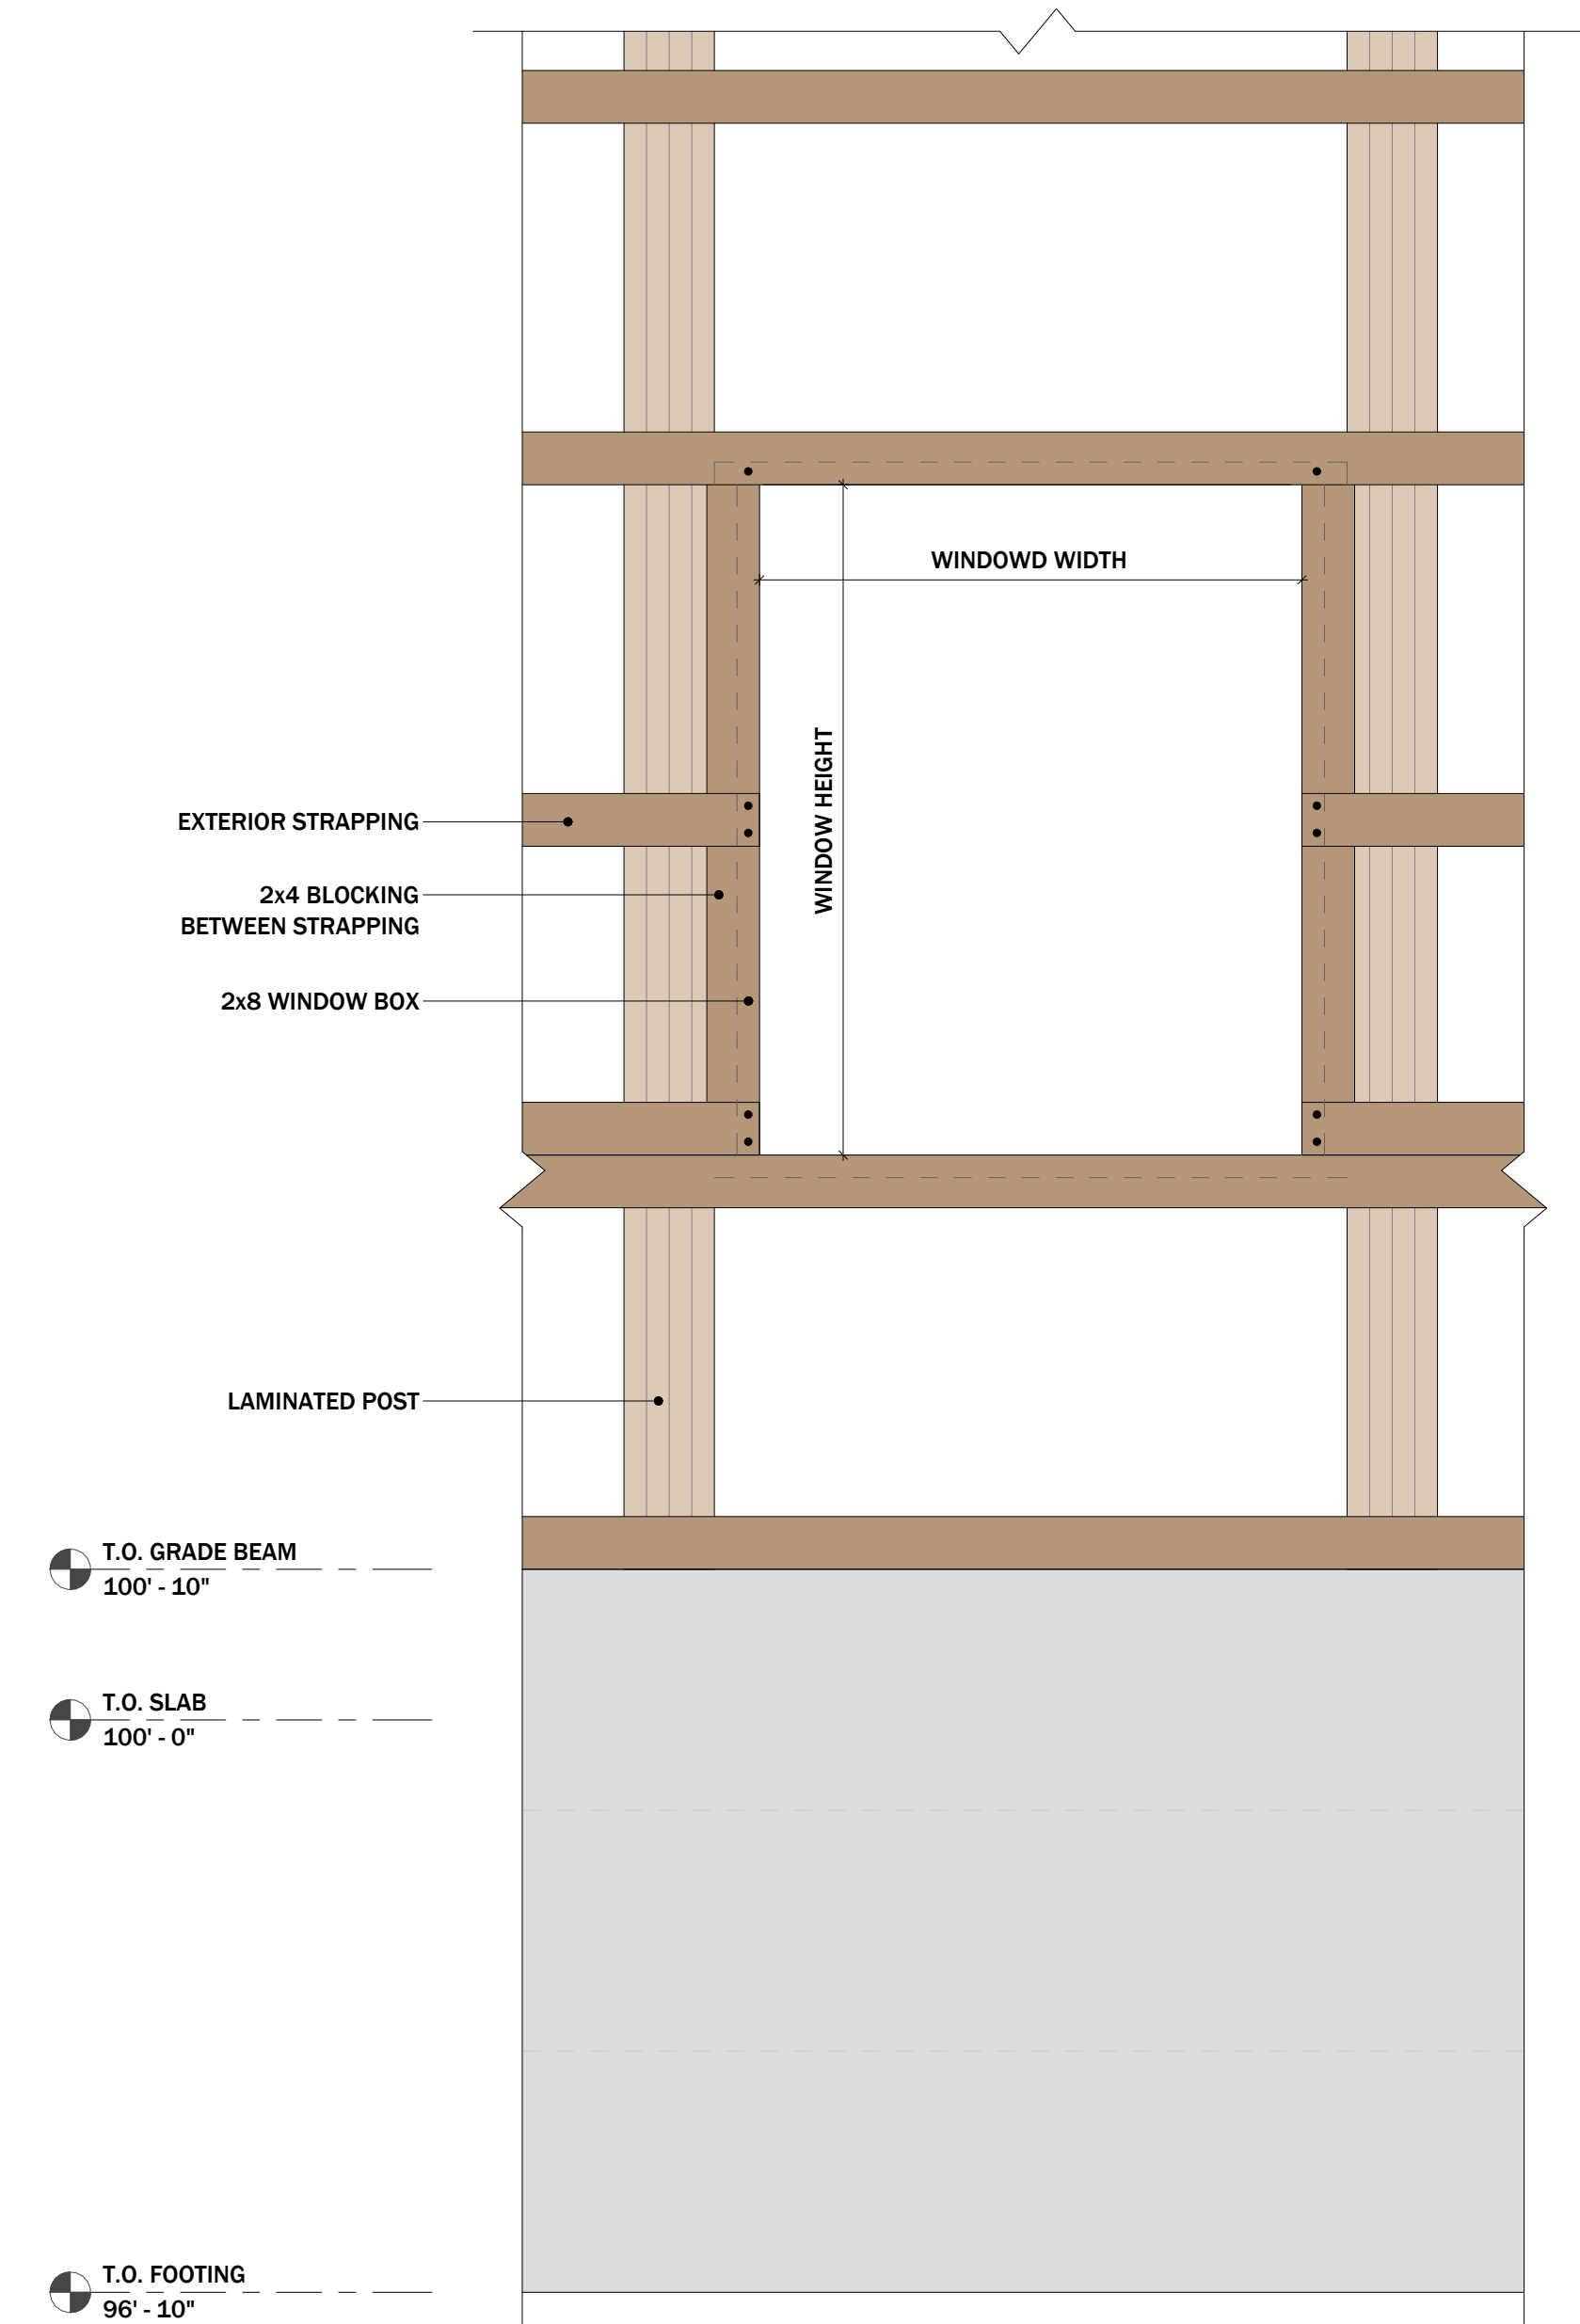 WINDOWD WIDTH
WINDOW HEIGHT
EXTERIOR STRAPPING
2x4 BLOCKING
BETWEEN STRAPPING
2x8 WINDOW BOX
LAMINATED POST
T.O. GRADE BEAM
100' - 10"
T.O. SLAB
100' - 0"
T.O. FOOTING
96' - 10"